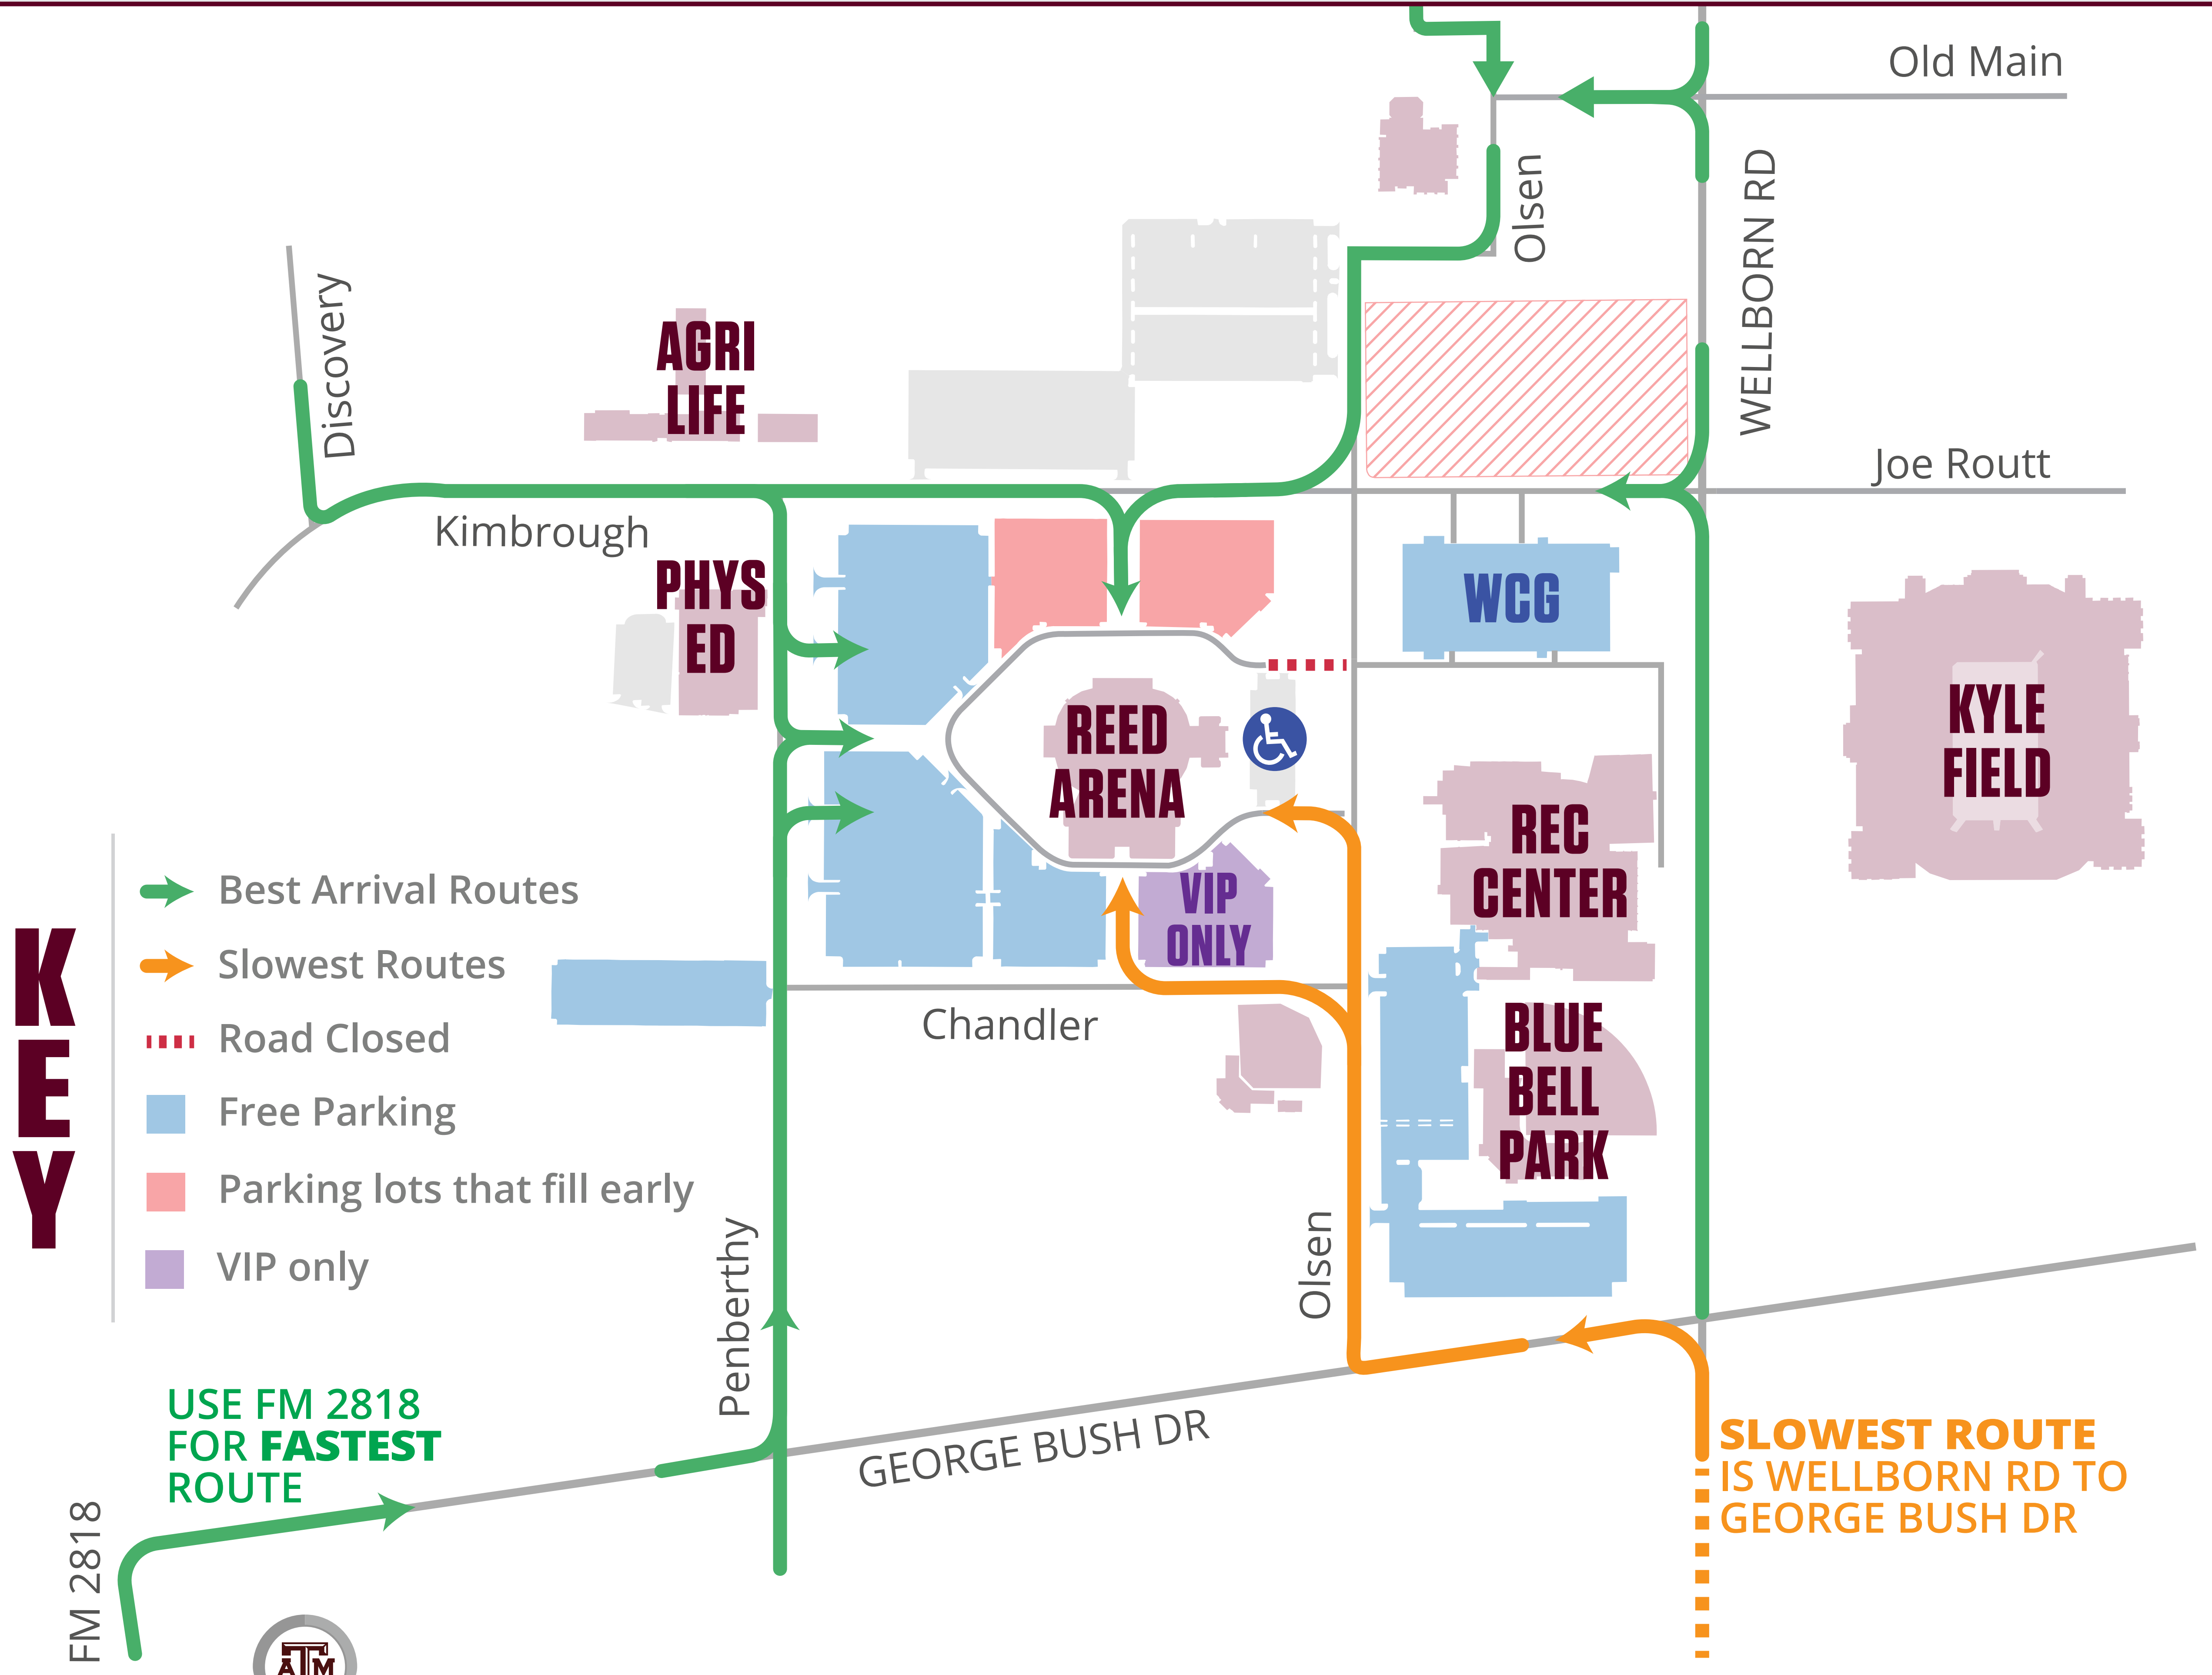 Old Main
Olsen
WELLBORN RD
Discovery
AGRI
LIFE
Joe Routt
Kimbrough
PHYS
ED
WCG
REED
ARENA
KYLE
FIELD
REC
CENTER
VIP
ONLY
Chandler
BLUE
BELL
PARK
KEY
Best Arrival Routes
Slowest Routes
Road Closed
Free Parking
Parking lots that fill early
VIP only
Penberthy
Olsen
USE FM 2818
FOR FASTEST
ROUTE
GEORGE BUSH DR
SLOWEST ROUTE
IS WELLBORN RD TO
GEORGE BUSH DR
FM 2818
ATM